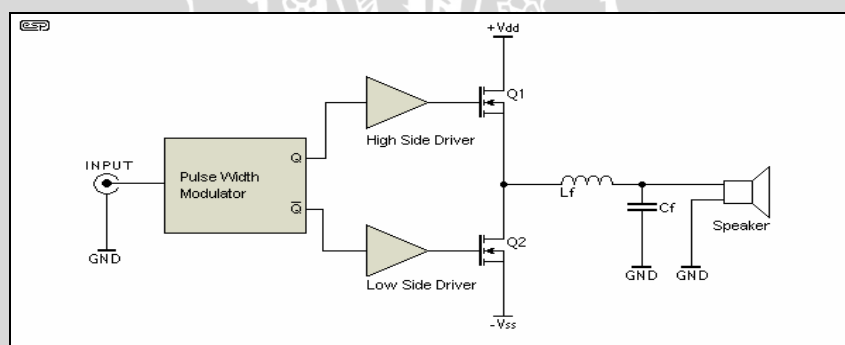 esp
+Vdd
Q1
High Side Driver
INPUT
Pulse Width
Modulator
Q
Q̅
GND
Lf
Cf
Speaker
Q2
Low Side Driver
GND
GND
-Vss